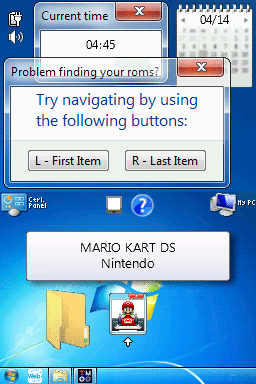 Current time
04/14
04:45
Problem finding your roms?
Try navigating by using
the following buttons:
L - First Item
R - Last Item
Ctrl.
Panel
My PC
MARIO KART DS
Nintendo
Web